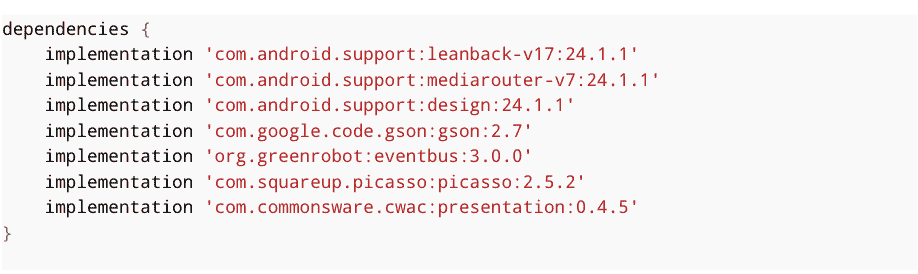 dependencies {
    implementation 'com.android.support:leanback-v17:24.1.1'
    implementation 'com.android.support:mediarouter-v7:24.1.1'
    implementation 'com.android.support:design:24.1.1'
    implementation 'com.google.code.gson:gson:2.7'
    implementation 'org.greenrobot:eventbus:3.0.0'
    implementation 'com.squareup.picasso:picasso:2.5.2'
    implementation 'com.commonsware.cwac:presentation:0.4.5'
}